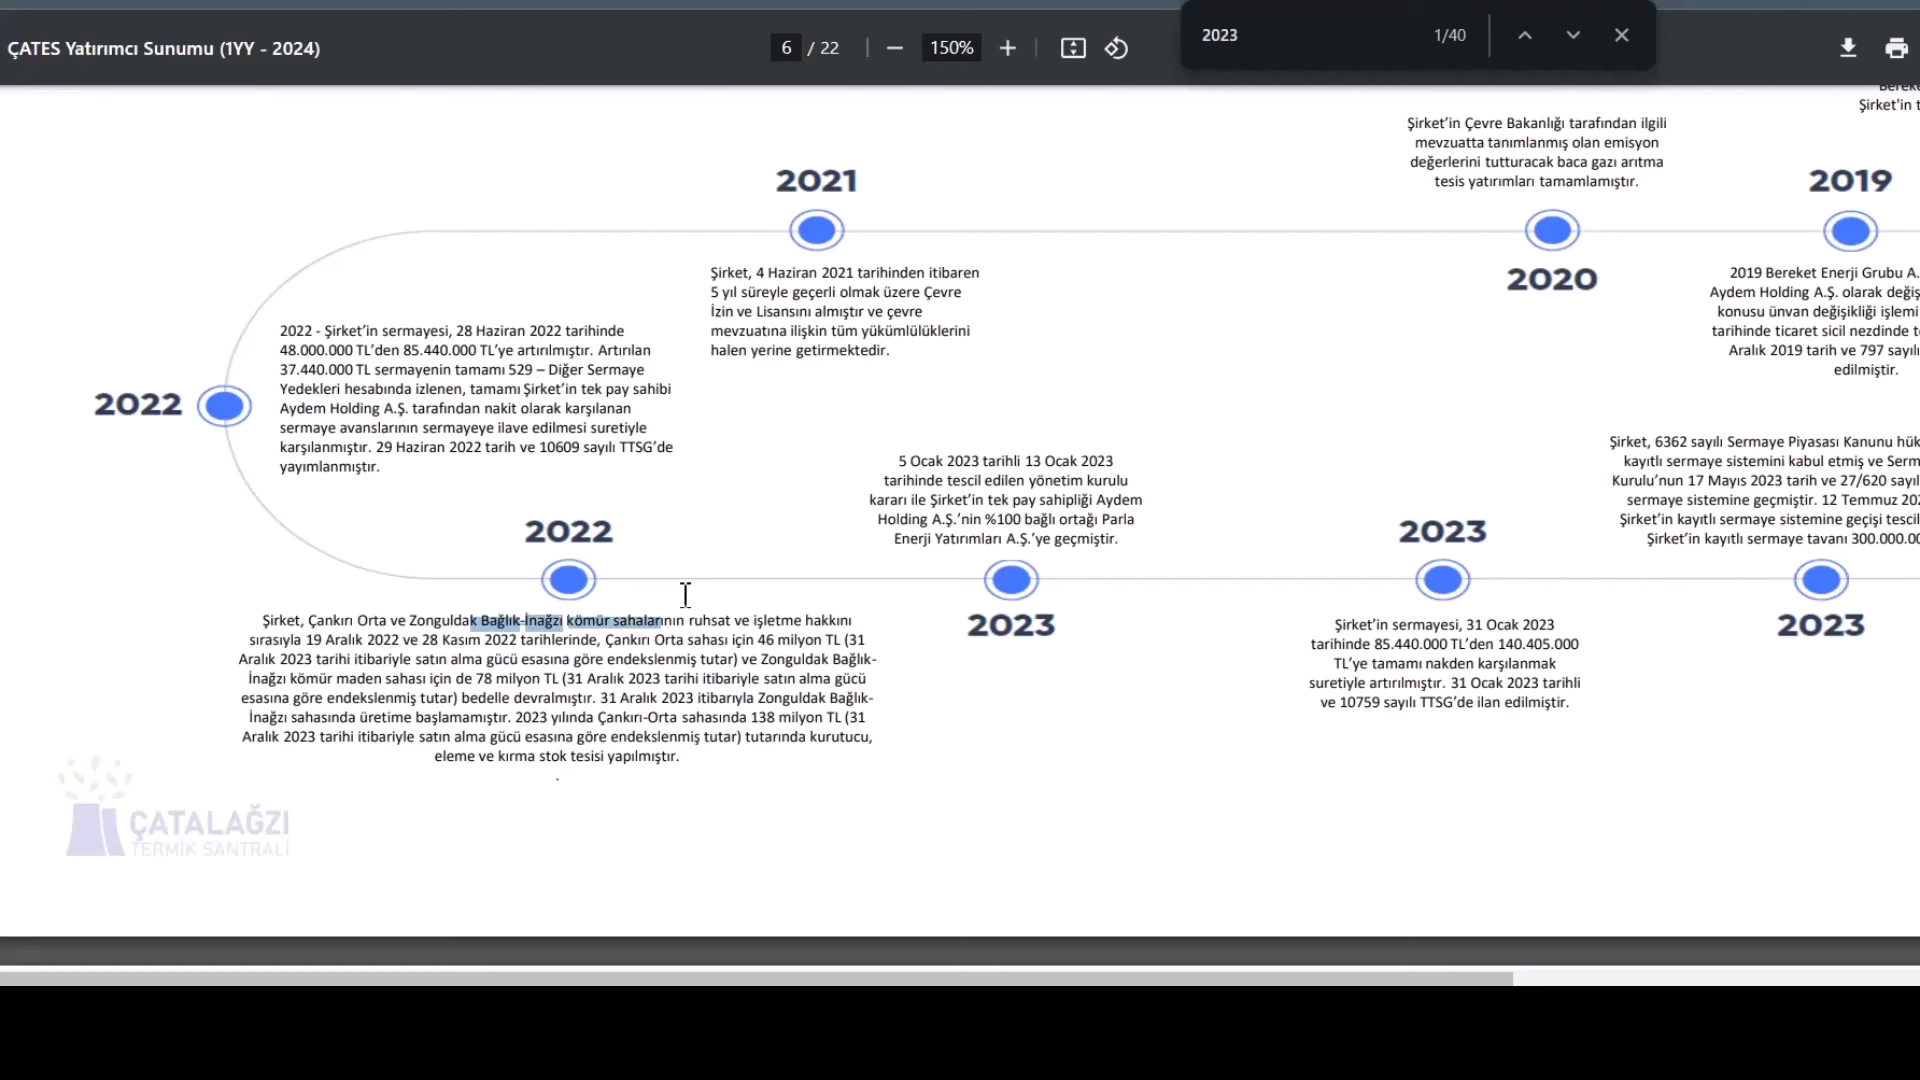 ÇATES Yatırımcı Sunumu (1YY - 2024)
6 / 22
150%
2023
1/40
Şirket'in t
Şirket’in Çevre Bakanlığı tarafından ilgili
mevzuatta tanımlanmış olan emisyon
değerlerini tutturacak baca gazı arıtma
tesis yatırımları tamamlamıştır.
2021
2019
Şirket, 4 Haziran 2021 tarihinden itibaren
5 yıl süreyle geçerli olmak üzere Çevre
İzin ve Lisansını almıştır ve çevre
mevzuatına ilişkin tüm yükümlülüklerini
halen yerine getirmektedir.
2020
2019 Bereket Enerji Grubu A.
Aydem Holding A.Ş. olarak değiş
konusu ünvan değişikliği işlemi
tarihinde ticaret sicil nezdinde t
Aralık 2019 tarih ve 797 sayılı
edilmiştir.
2022 - Şirket’in sermayesi, 28 Haziran 2022 tarihinde
48.000.000 TL’den 85.440.000 TL’ye artırılmıştır. Artırılan
37.440.000 TL sermayenin tamamı 529 – Diğer Sermaye
Yedekleri hesabında izlenen, tamamı Şirket’in tek pay sahibi
Aydem Holding A.Ş. tarafından nakit olarak karşılanan
sermaye avanslarının sermayeye ilave edilmesi suretiyle
karşılanmıştır. 29 Haziran 2022 tarih ve 10609 sayılı TTSG’de
yayımlanmıştır.
2022
5 Ocak 2023 tarihli 13 Ocak 2023
tarihinde tescil edilen yönetim kurulu
kararı ile Şirket’in tek pay sahipliği Aydem
Holding A.Ş.’nin %100 bağlı ortağı Parla
Enerji Yatırımları A.Ş.’ye geçmiştir.
Şirket, 6362 sayılı Sermaye Piyasası Kanunu hük
kayıtlı sermaye sistemini kabul etmiş ve Serm
Kurulu’nun 17 Mayıs 2023 tarih ve 27/620 sayıl
sermaye sistemine geçmiştir. 12 Temmuz 202
Şirket’in kayıtlı sermaye sistemine geçişi tescil
Şirket’in kayıtlı sermaye tavanı 300.000.00
2022
2023
Şirket, Çankırı Orta ve Zonguldak Bağlık-İnağzı kömür sahalarının ruhsat ve işletme hakkını
sırasıyla 19 Aralık 2022 ve 28 Kasım 2022 tarihlerinde, Çankırı Orta sahası için 46 milyon TL (31
Aralık 2023 tarihi itibariyle satın alma gücü esasına göre endekslenmiş tutar) ve Zonguldak Bağlık-
İnağzı kömür maden sahası için de 78 milyon TL (31 Aralık 2023 tarihi itibariyle satın alma gücü
esasına göre endekslenmiş tutar) bedelle devralmıştır. 31 Aralık 2023 itibarıyla Zonguldak Bağlık-
İnağzı sahasında üretime başlamamıştır. 2023 yılında Çankırı-Orta sahasında 138 milyon TL (31
Aralık 2023 tarihi itibariyle satın alma gücü esasına göre endekslenmiş tutar) tutarında kurutucu,
eleme ve kırma stok tesisi yapılmıştır.
.
2023
Şirket’in sermayesi, 31 Ocak 2023
tarihinde 85.440.000 TL’den 140.405.000
TL’ye tamamı nakden karşılanmak
suretiyle artırılmıştır. 31 Ocak 2023 tarihli
ve 10759 sayılı TTSG’de ilan edilmiştir.
2023
ÇATALAĞZI
TERMİK SANTRALİ